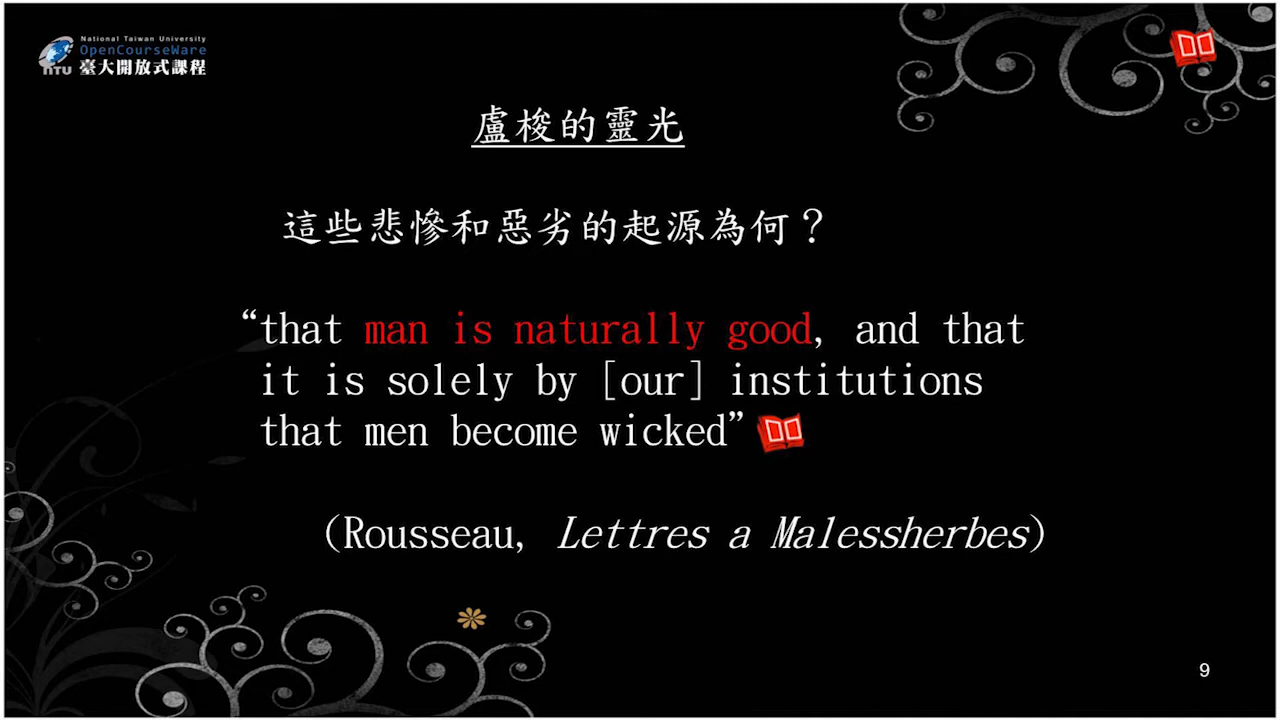 National Taiwan University
OpenCourseWare
NTU 臺大開放式課程
盧梭的靈光
這些悲慘和惡劣的起源為何？
“that man is naturally good, and that
it is solely by [our] institutions
that men become wicked”
(Rousseau, Lettres a Malessherbes)
9